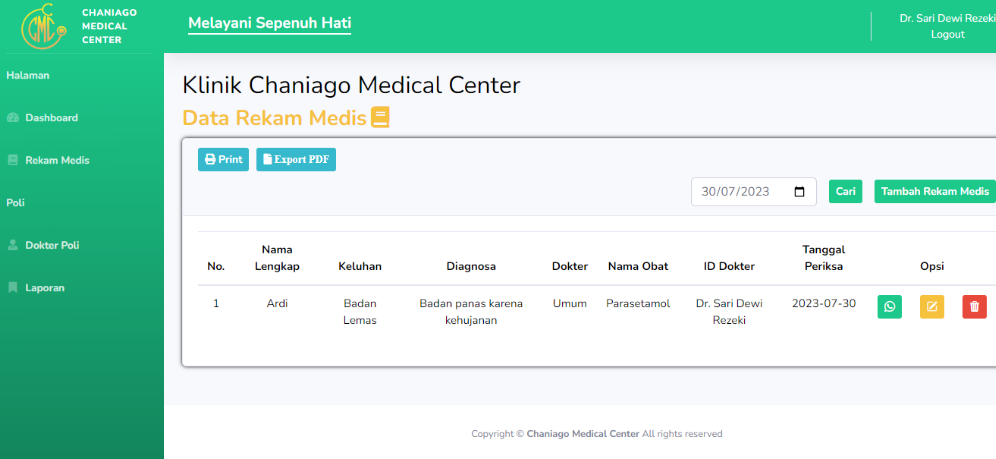 CMC
CHANIAGO
MEDICAL
CENTER
Melayani Sepenuh Hati
Dr. Sari Dewi Rezeki
Logout
Halaman
Dashboard
Rekam Medis
Poli
Dokter Poli
Laporan
Klinik Chaniago Medical Center
Data Rekam Medis
Print Export PDF
30/07/2023 Cari Tambah Rekam Medis
No. Nama Lengkap Keluhan Diagnosa Dokter Nama Obat ID Dokter Tanggal Periksa Opsi
1 Ardi Badan Lemas Badan panas karena kehujanan Umum Parasetamol Dr. Sari Dewi Rezeki 2023-07-30
Copyright © Chaniago Medical Center All rights reserved